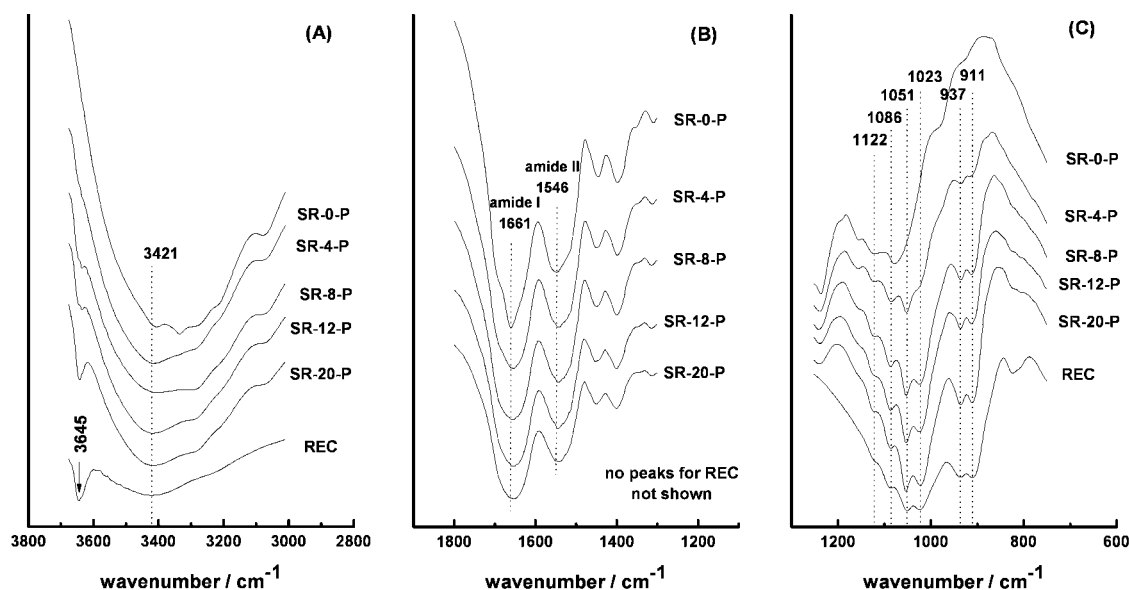 (A)
3421
3645
SR-0-P
SR-4-P
SR-8-P
SR-12-P
SR-20-P
REC
3800 3600 3400 3200 3000 2800
wavenumber / cm⁻¹
(B)
amide II
1546
amide I
1661
SR-0-P
SR-4-P
SR-8-P
SR-12-P
SR-20-P
no peaks for REC
not shown
1800 1600 1400 1200
wavenumber / cm⁻¹
(C)
1023 911
1051 937
1086
1122
SR-0-P
SR-4-P
SR-8-P
SR-12-P
SR-20-P
REC
1200 1000 800 600
wavenumber / cm⁻¹